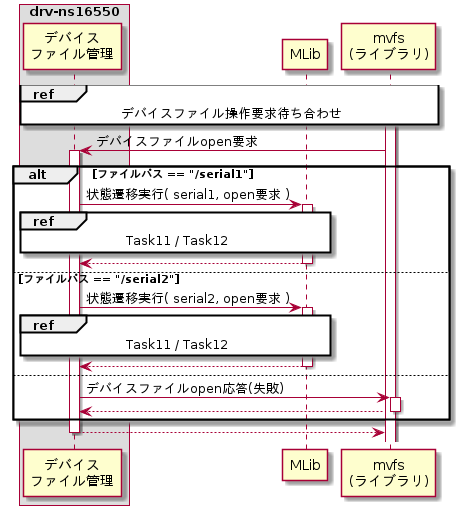 drv-ns16550
デバイス
ファイル管理
MLib
mvfs
(ライブラリ)
ref
デバイスファイル操作要求待ち合わせ
デバイスファイルopen要求
alt
[ファイルパス == "/serial1"]
状態遷移実行( serial1, open要求 )
ref
Task11 / Task12
[ファイルパス == "/serial2"]
状態遷移実行( serial2, open要求 )
ref
Task11 / Task12
デバイスファイルopen応答(失敗)
デバイス
ファイル管理
MLib
mvfs
(ライブラリ)